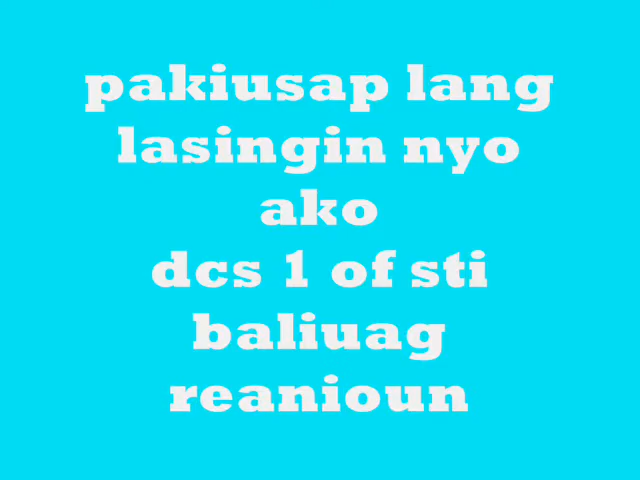 pakiusap lang
lasingin nyo
ako
dcs 1 of sti
baliuag
reanioun